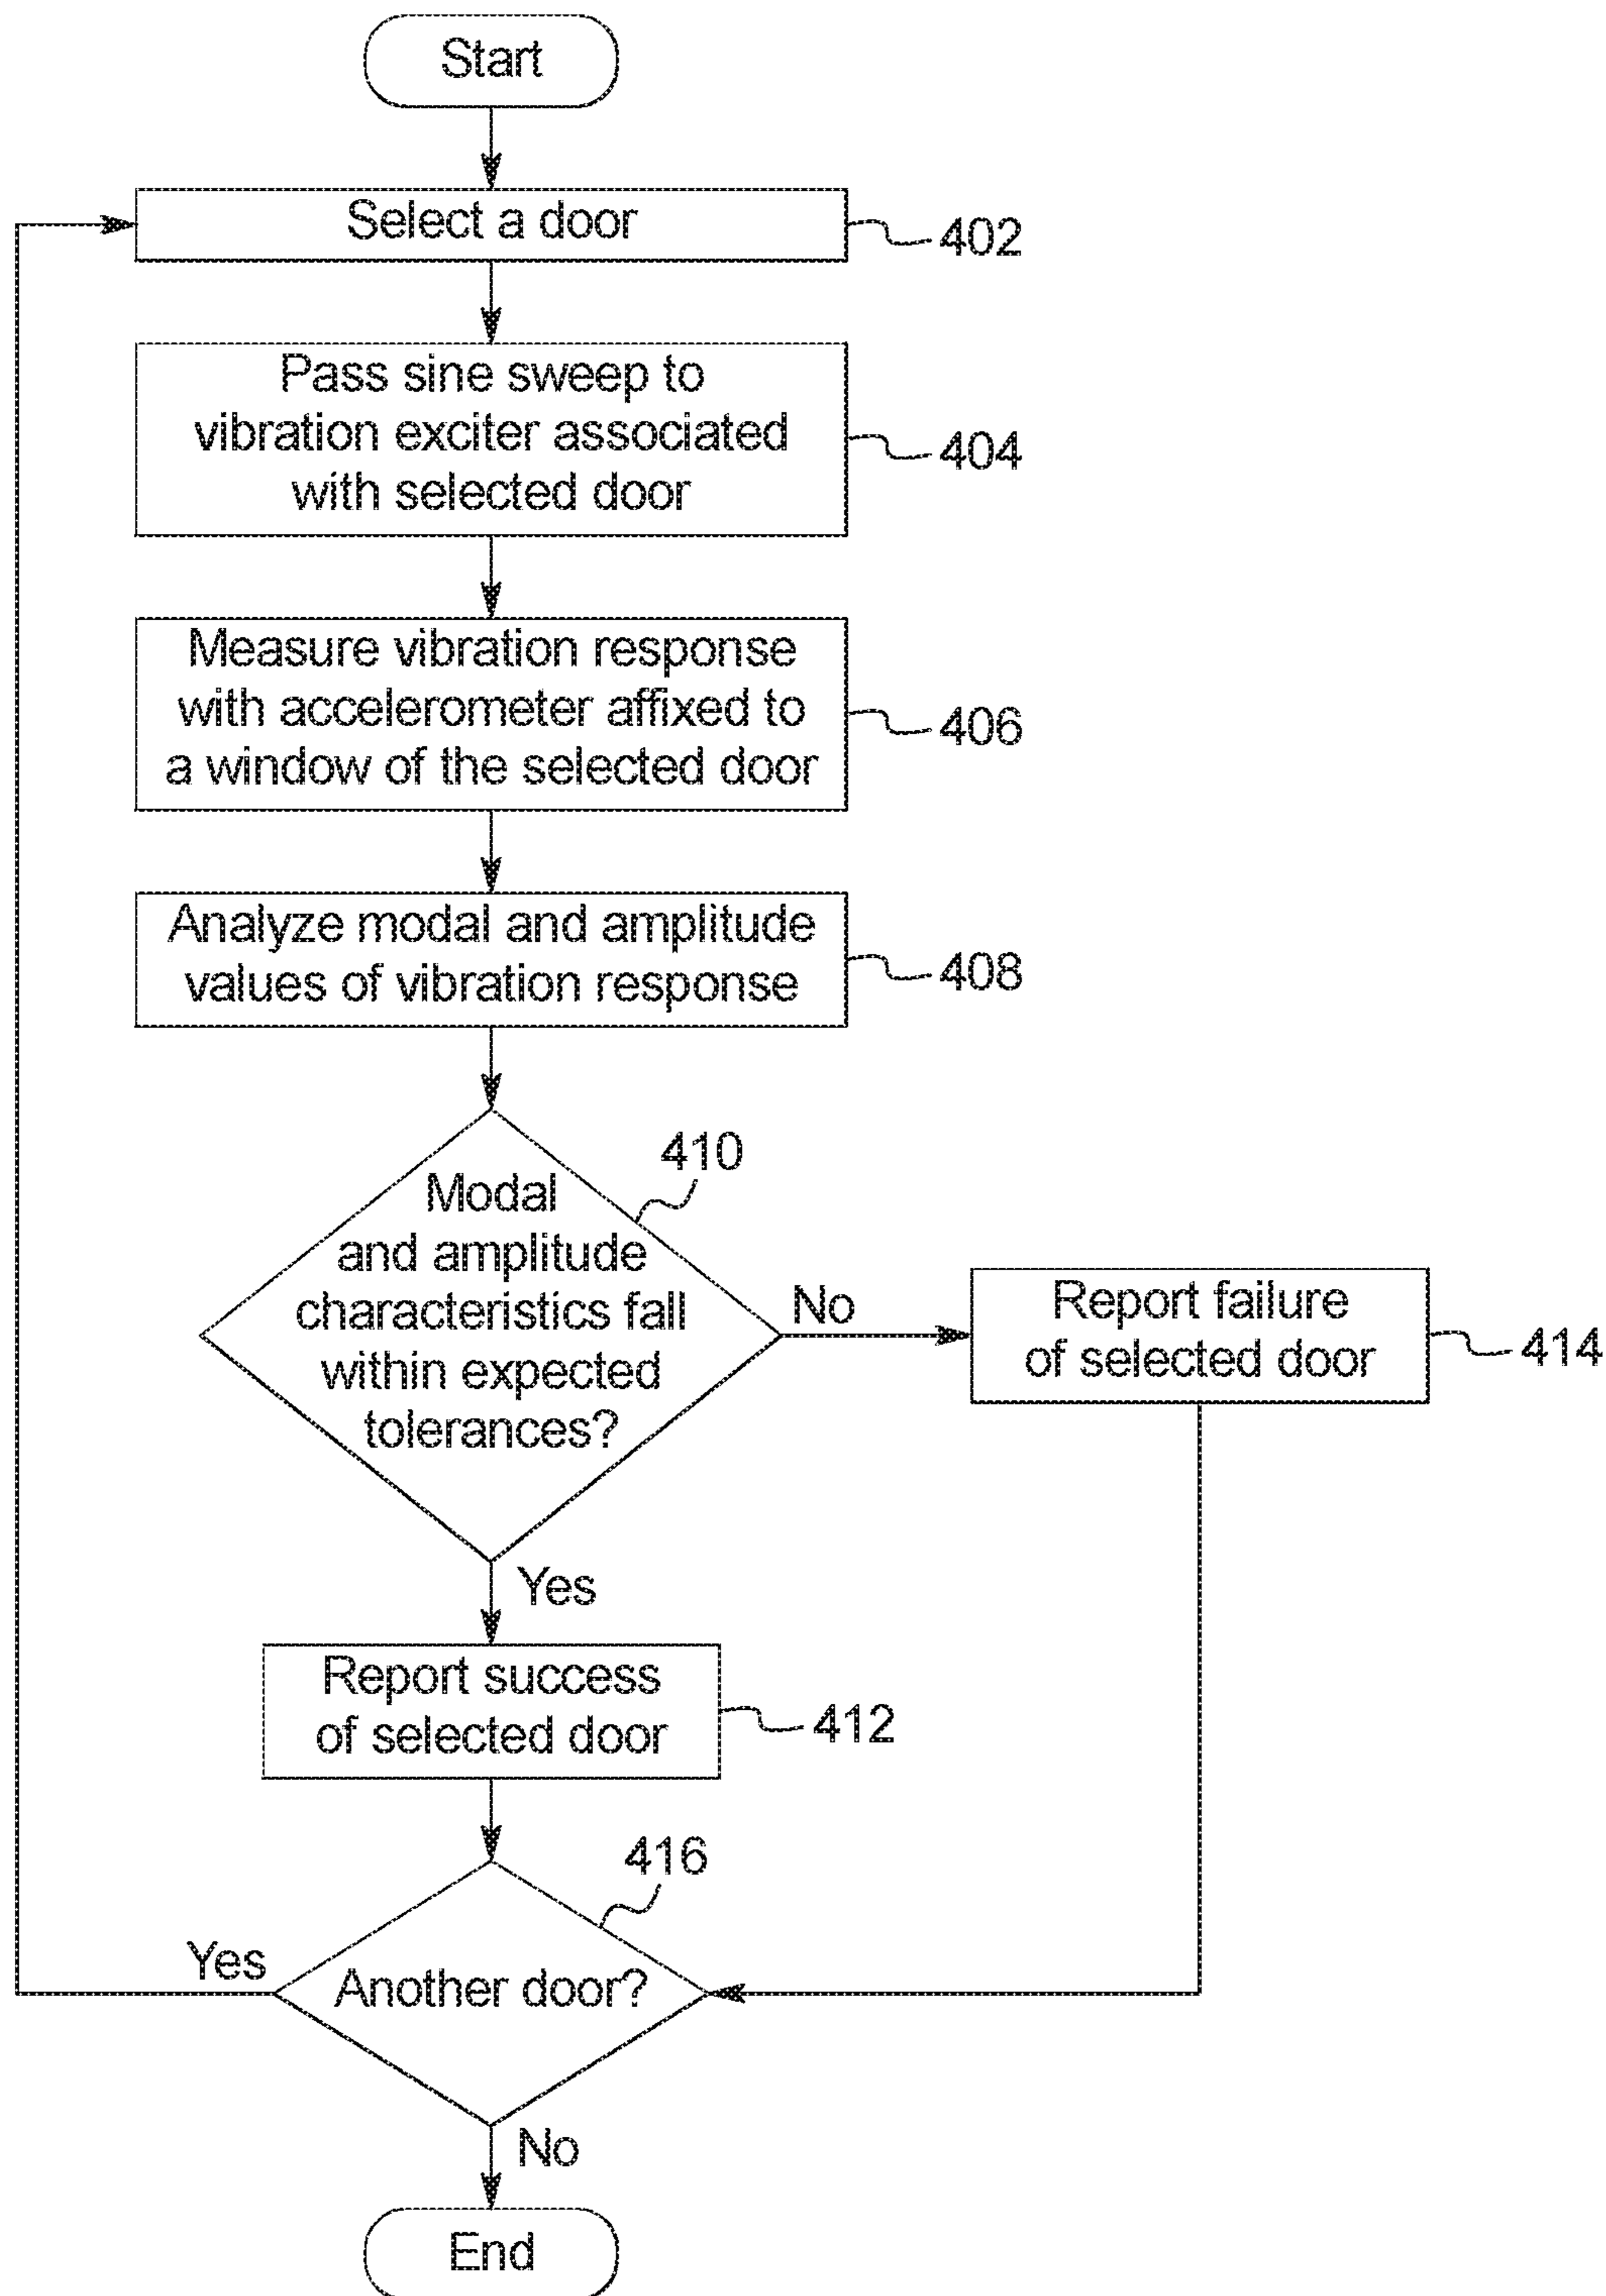 Start
Select a door
402
Pass sine sweep to
vibration exciter associated
with selected door
404
Measure vibration response
with accelerometer affixed to
a window of the selected door
406
Analyze modal and amplitude
values of vibration response
408
410
Modal
and amplitude
characteristics fall
within expected
tolerances?
No
Report failure
of selected door
414
Yes
Report success
of selected door
412
416
Yes
Another door?
No
End